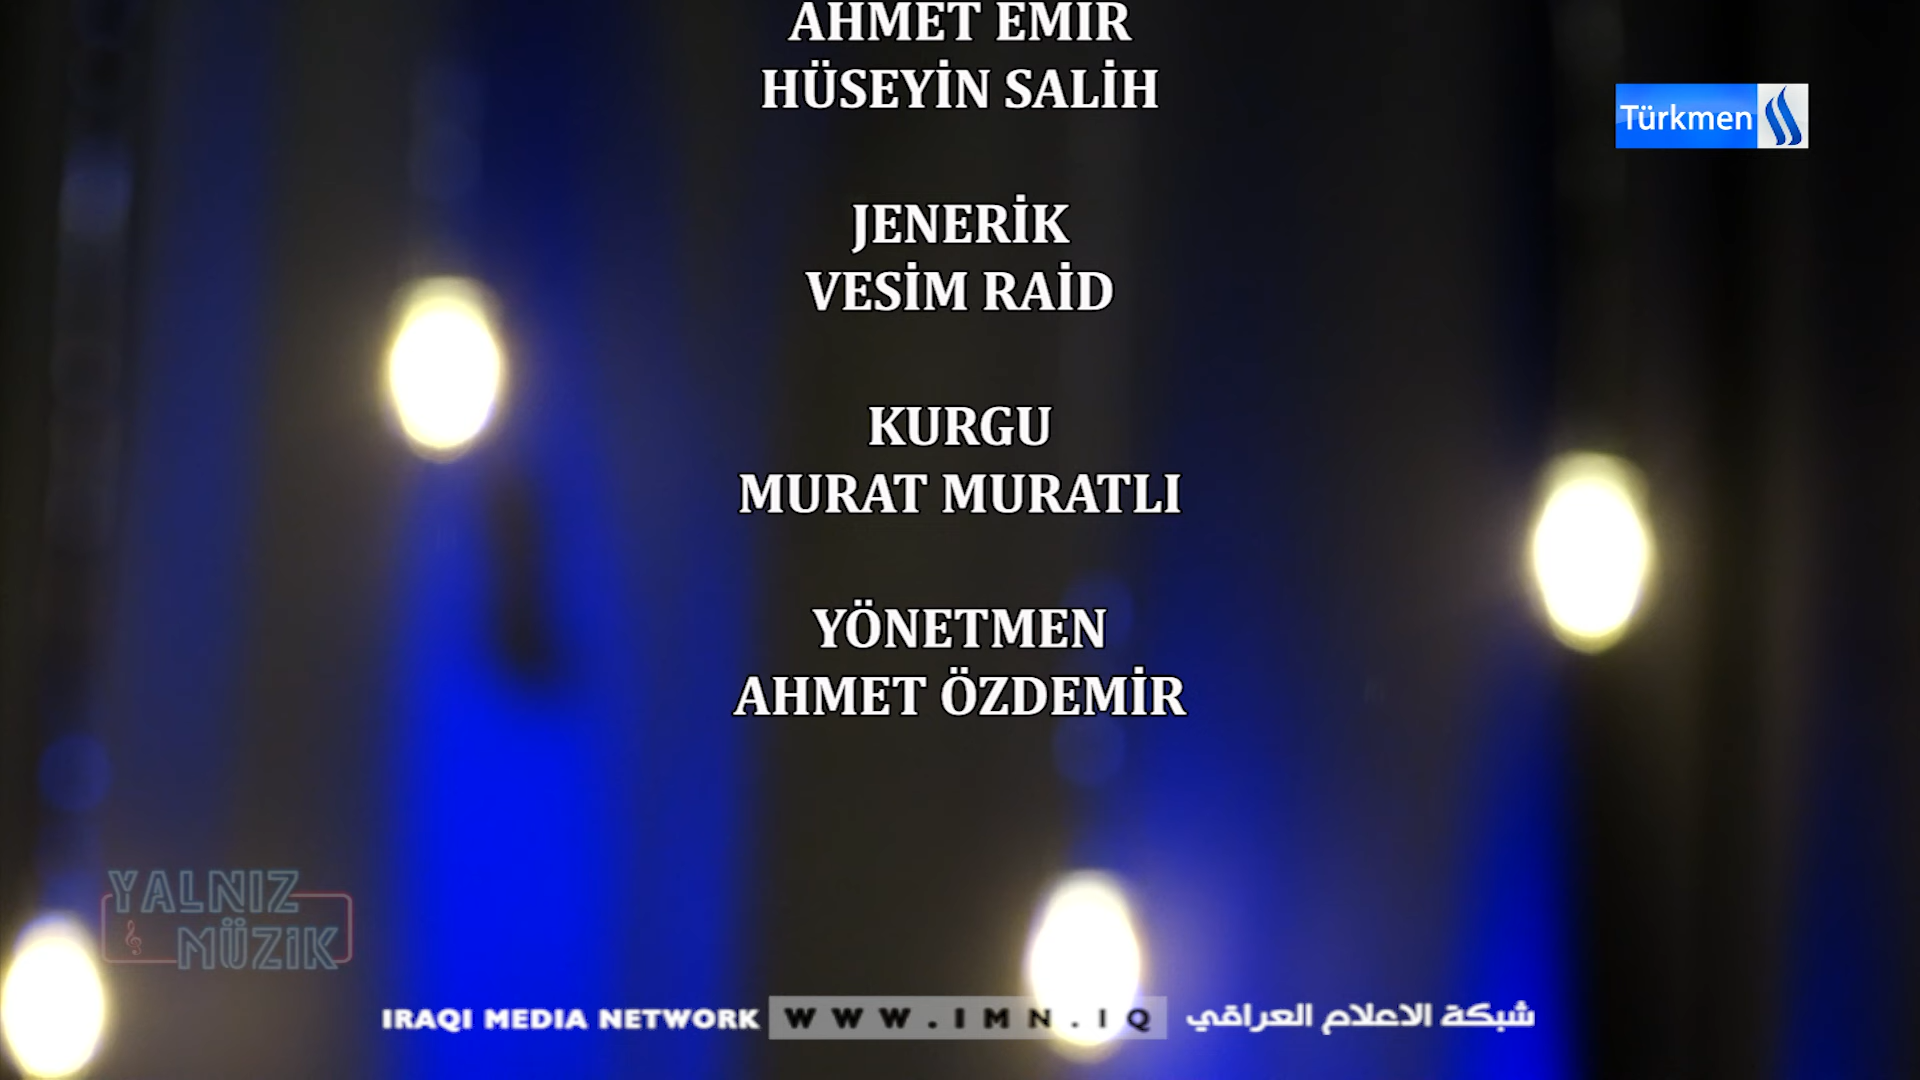 AHMET EMİR
HÜSEYİN SALİH
Türkmen
JENERİK
VESİM RAİD
KURGU
MURAT MURATLI
YÖNETMEN
AHMET ÖZDEMİR
YALNIZ
MÜZİK
IRAQI MEDIA NETWORK WWW.IMN.IQ شبكة الاعلام العراقي